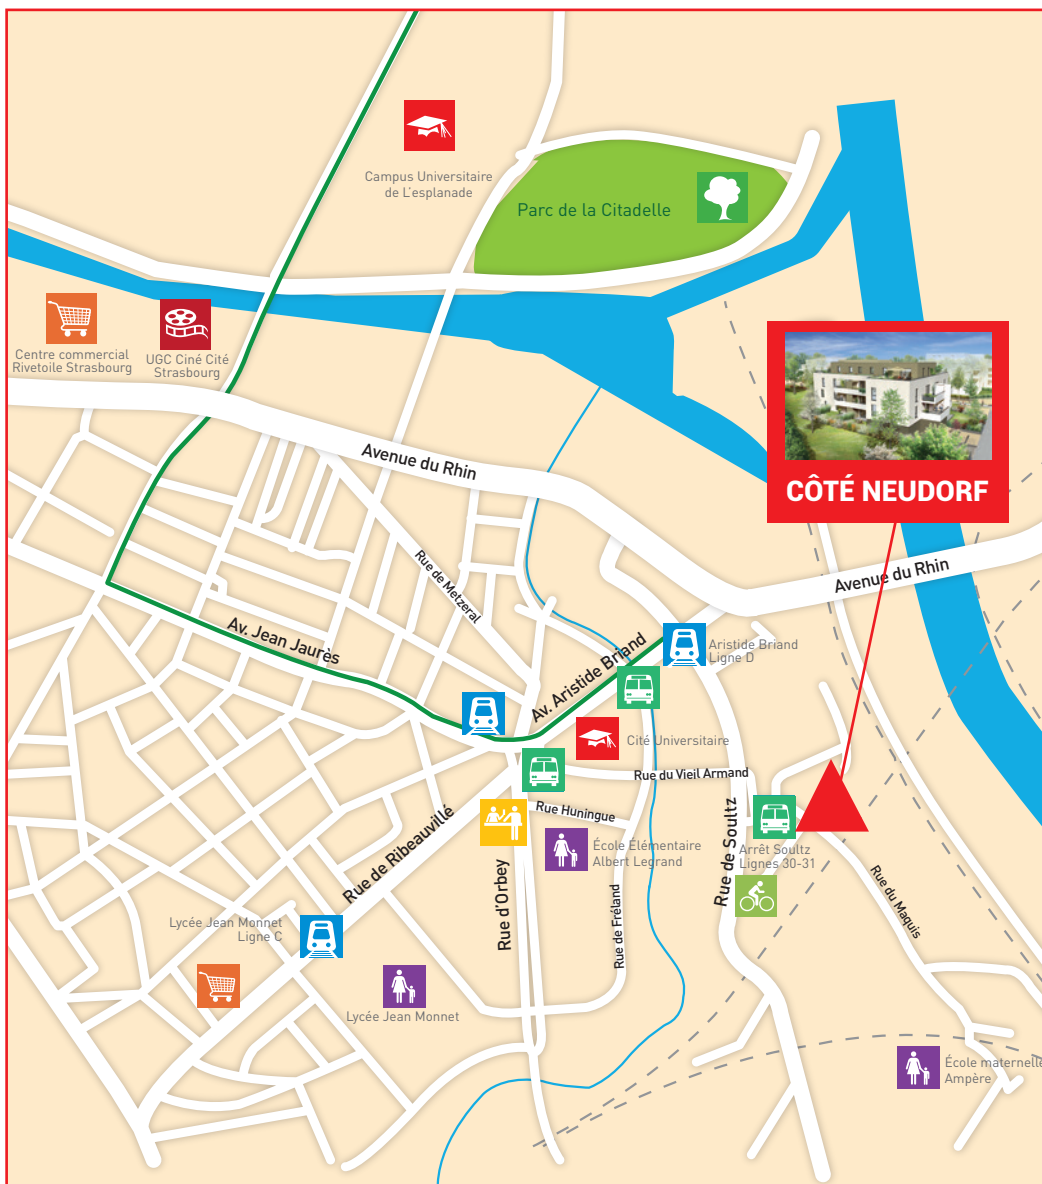 Campus Universitaire
de L'esplanade
Parc de la Citadelle
Centre commercial
Rivetoile Strasbourg
UGC Ciné Cité
Strasbourg
Avenue du Rhin
CÔTÉ NEUDORF
Avenue du Rhin
Rue de Metzeral
Av. Jean Jaurès
Av. Aristide Briand
Aristide Briand
Ligne D
Cité Universitaire
Rue du Vieil Armand
Rue Huningue
École Élémentaire
Albert Legrand
Rue de Ribeauvillé
Rue d'Orbey
Rue de Fréland
Rue de Soultz
Arrêt Soultz
Lignes 30-31
Rue du Maquis
Lycée Jean Monnet
Ligne C
Lycée Jean Monnet
École maternelle
Ampère